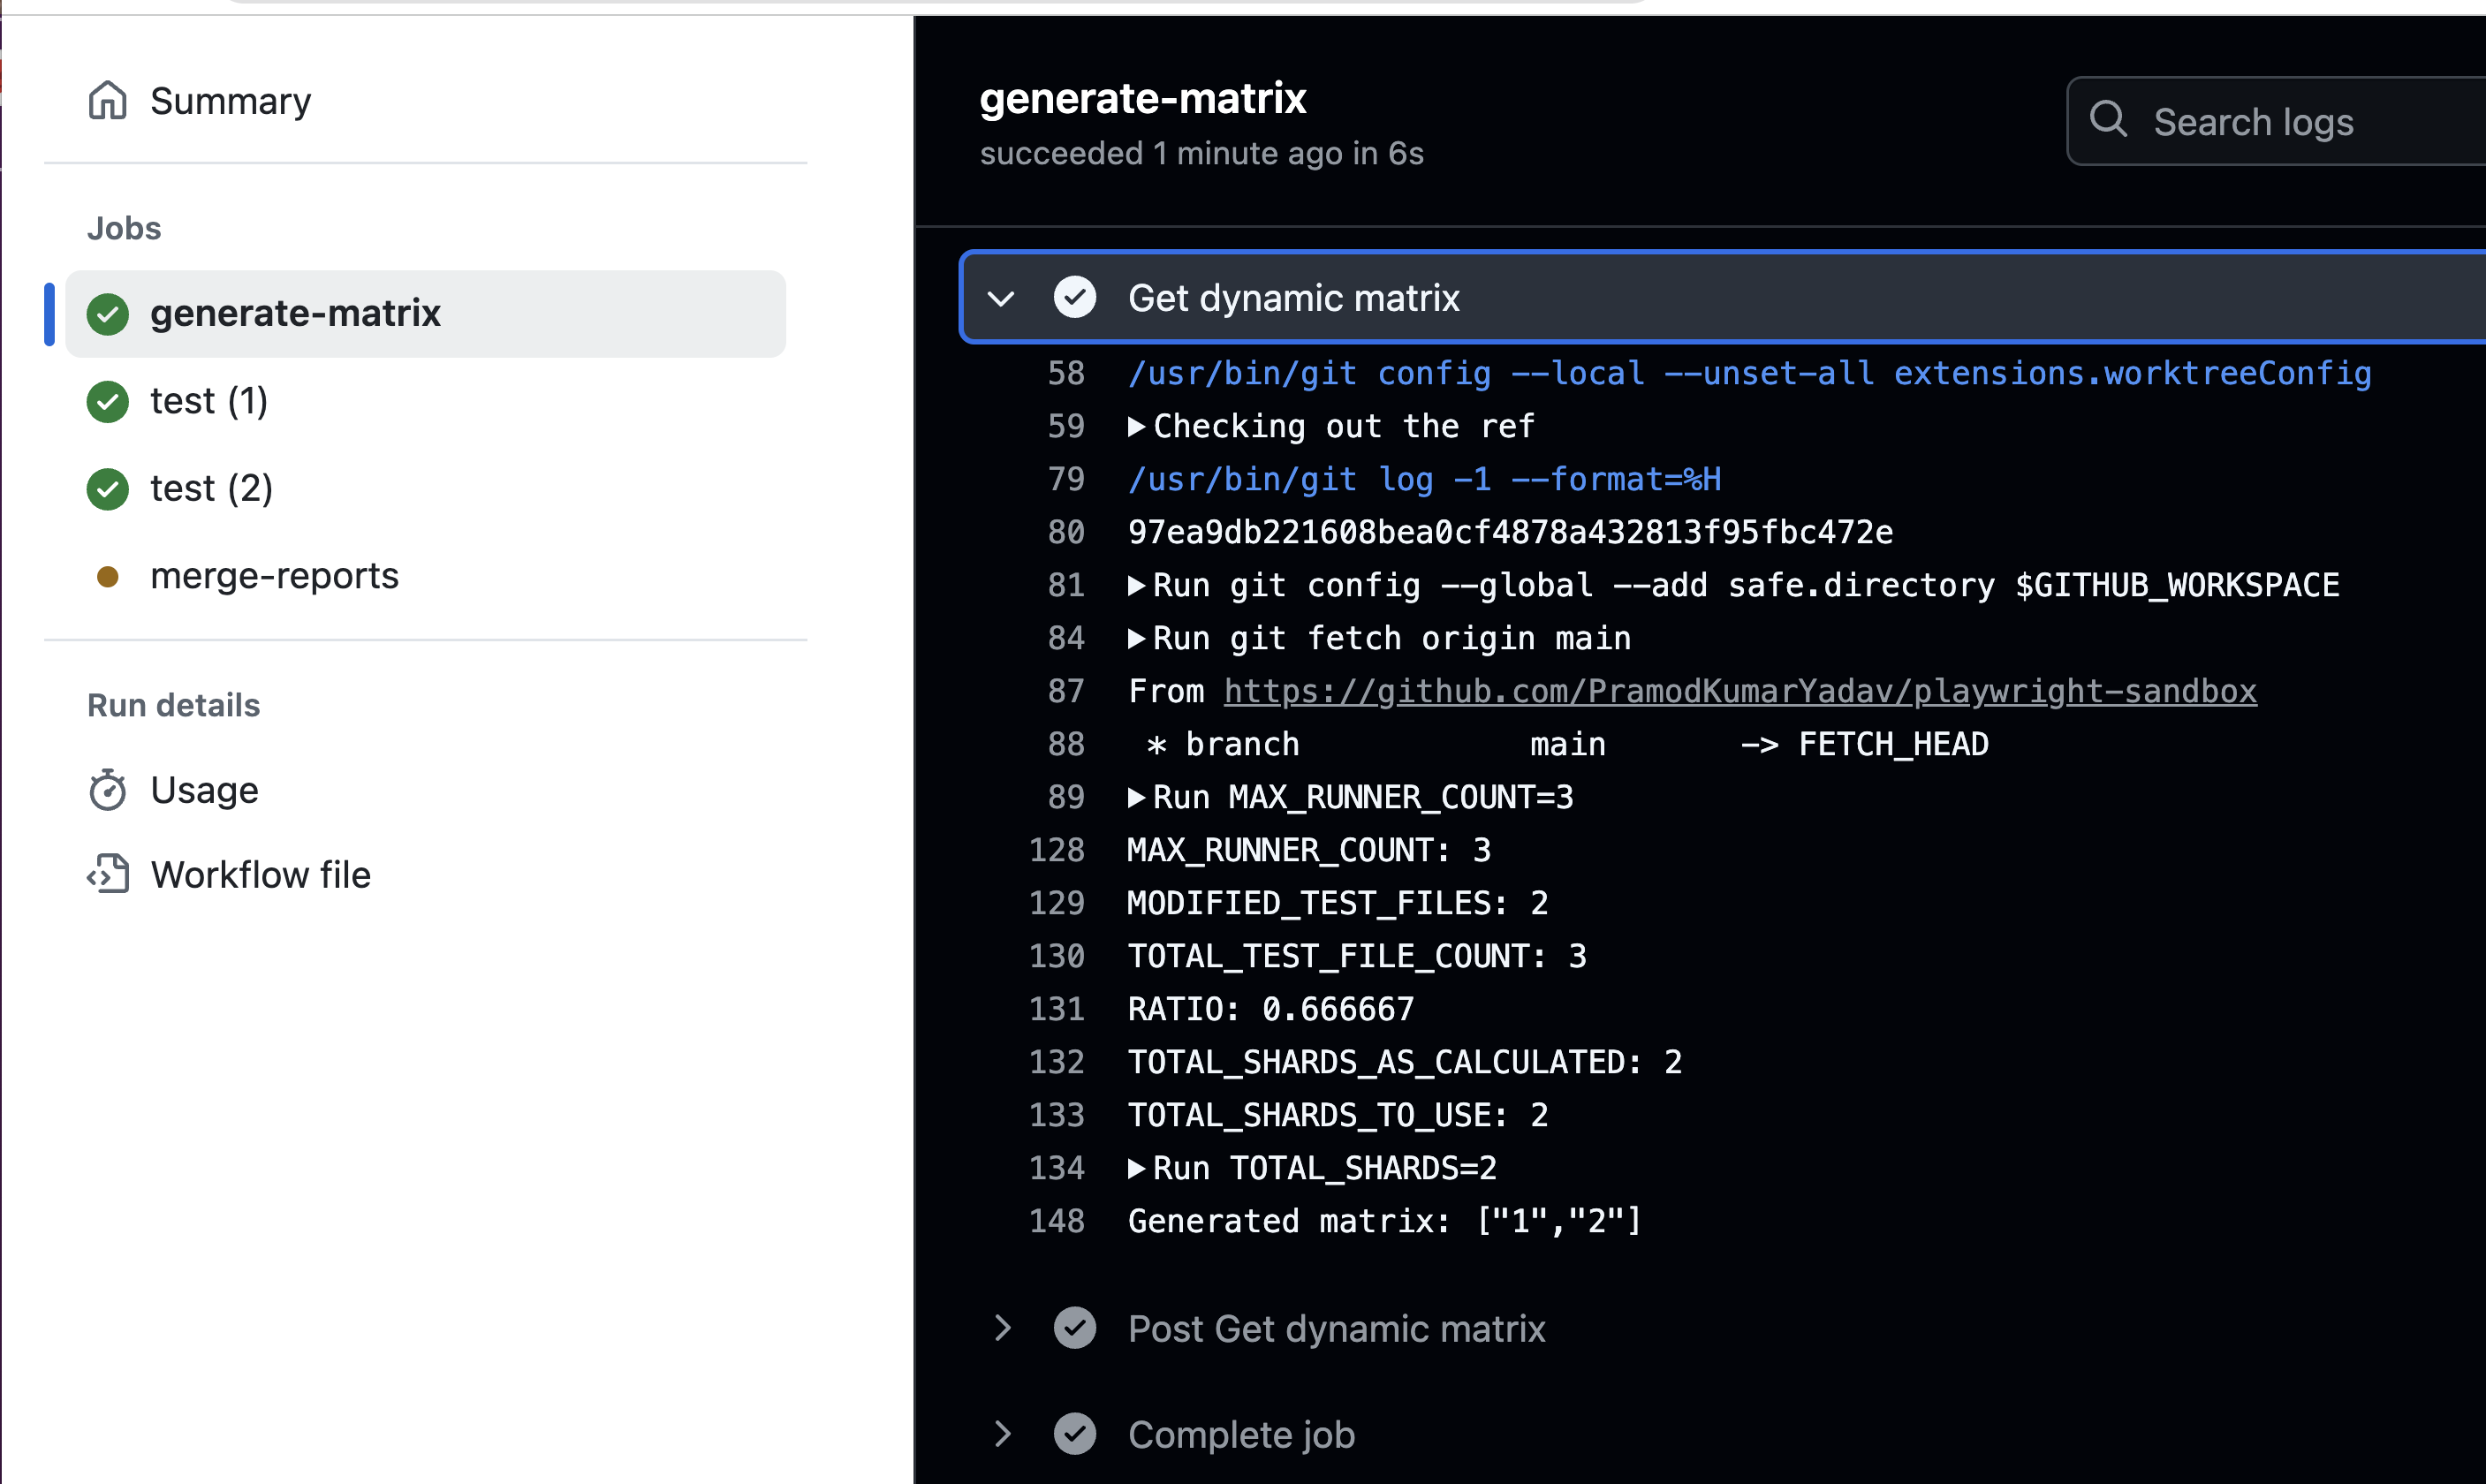 Summary
Jobs
generate-matrix
test (1)
test (2)
merge-reports
Run details
Usage
Workflow file
generate-matrix
succeeded 1 minute ago in 6s
Search logs
Get dynamic matrix
58 /usr/bin/git config --local --unset-all extensions.worktreeConfig
59 ▶Checking out the ref
79 /usr/bin/git log -1 --format=%H
80 97ea9db221608bea0cf4878a432813f95fbc472e
81 ▶Run git config --global --add safe.directory $GITHUB_WORKSPACE
84 ▶Run git fetch origin main
87 From https://github.com/PramodKumarYadav/playwright-sandbox
88  * branch            main       -> FETCH_HEAD
89 ▶Run MAX_RUNNER_COUNT=3
128 MAX_RUNNER_COUNT: 3
129 MODIFIED_TEST_FILES: 2
130 TOTAL_TEST_FILE_COUNT: 3
131 RATIO: 0.666667
132 TOTAL_SHARDS_AS_CALCULATED: 2
133 TOTAL_SHARDS_TO_USE: 2
134 ▶Run TOTAL_SHARDS=2
148 Generated matrix: ["1","2"]
Post Get dynamic matrix
Complete job